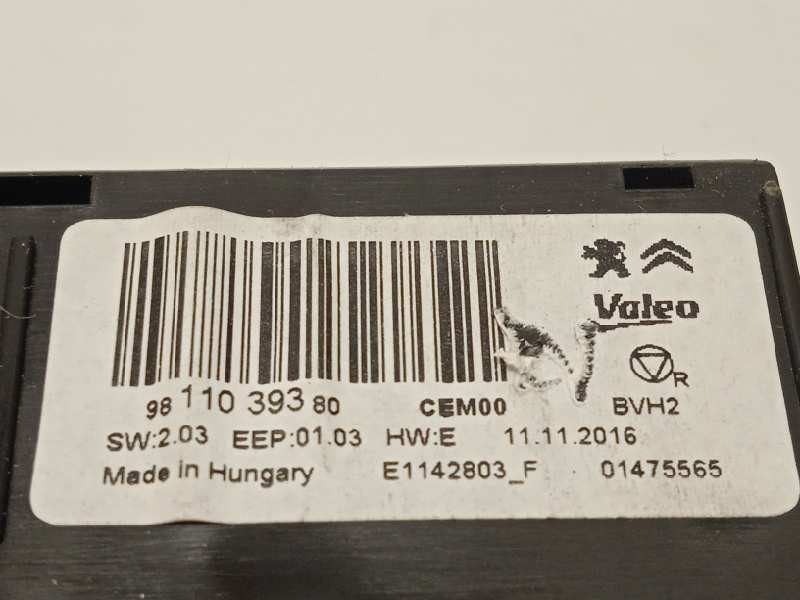 Valeo
R
98 110 393 80 CEM00 BVH2
SW:2.03 EEP:01.03 HW:E 11.11.2016
Made in Hungary E1142803_F 01475565